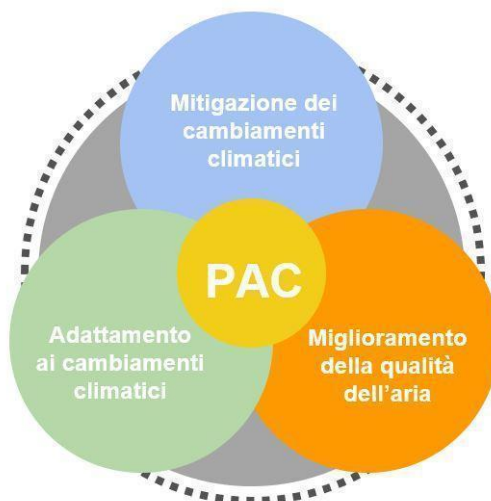 Mitigazione dei
cambiamenti
climatici
PAC
Adattamento
ai cambiamenti
climatici
Miglioramento
della qualità
dell'aria